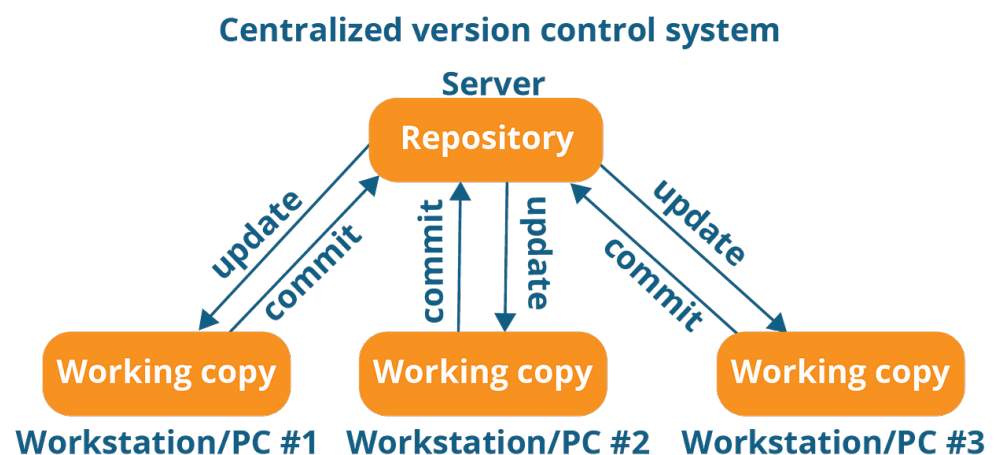 Centralized version control system
Server
Repository
update
commit
commit
update
commit
update
Working copy
Working copy
Working copy
Workstation/PC #1
Workstation/PC #2
Workstation/PC #3